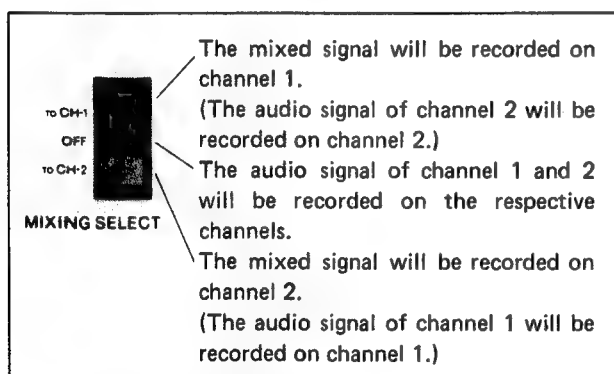 TO CH-1
OFF
TO CH-2
MIXING SELECT
The mixed signal will be recorded on
channel 1.
(The audio signal of channel 2 will be
recorded on channel 2.)
The audio signal of channel 1 and 2
will be recorded on the respective
channels.
The mixed signal will be recorded on
channel 2.
(The audio signal of channel 1 will be
recorded on channel 1.)